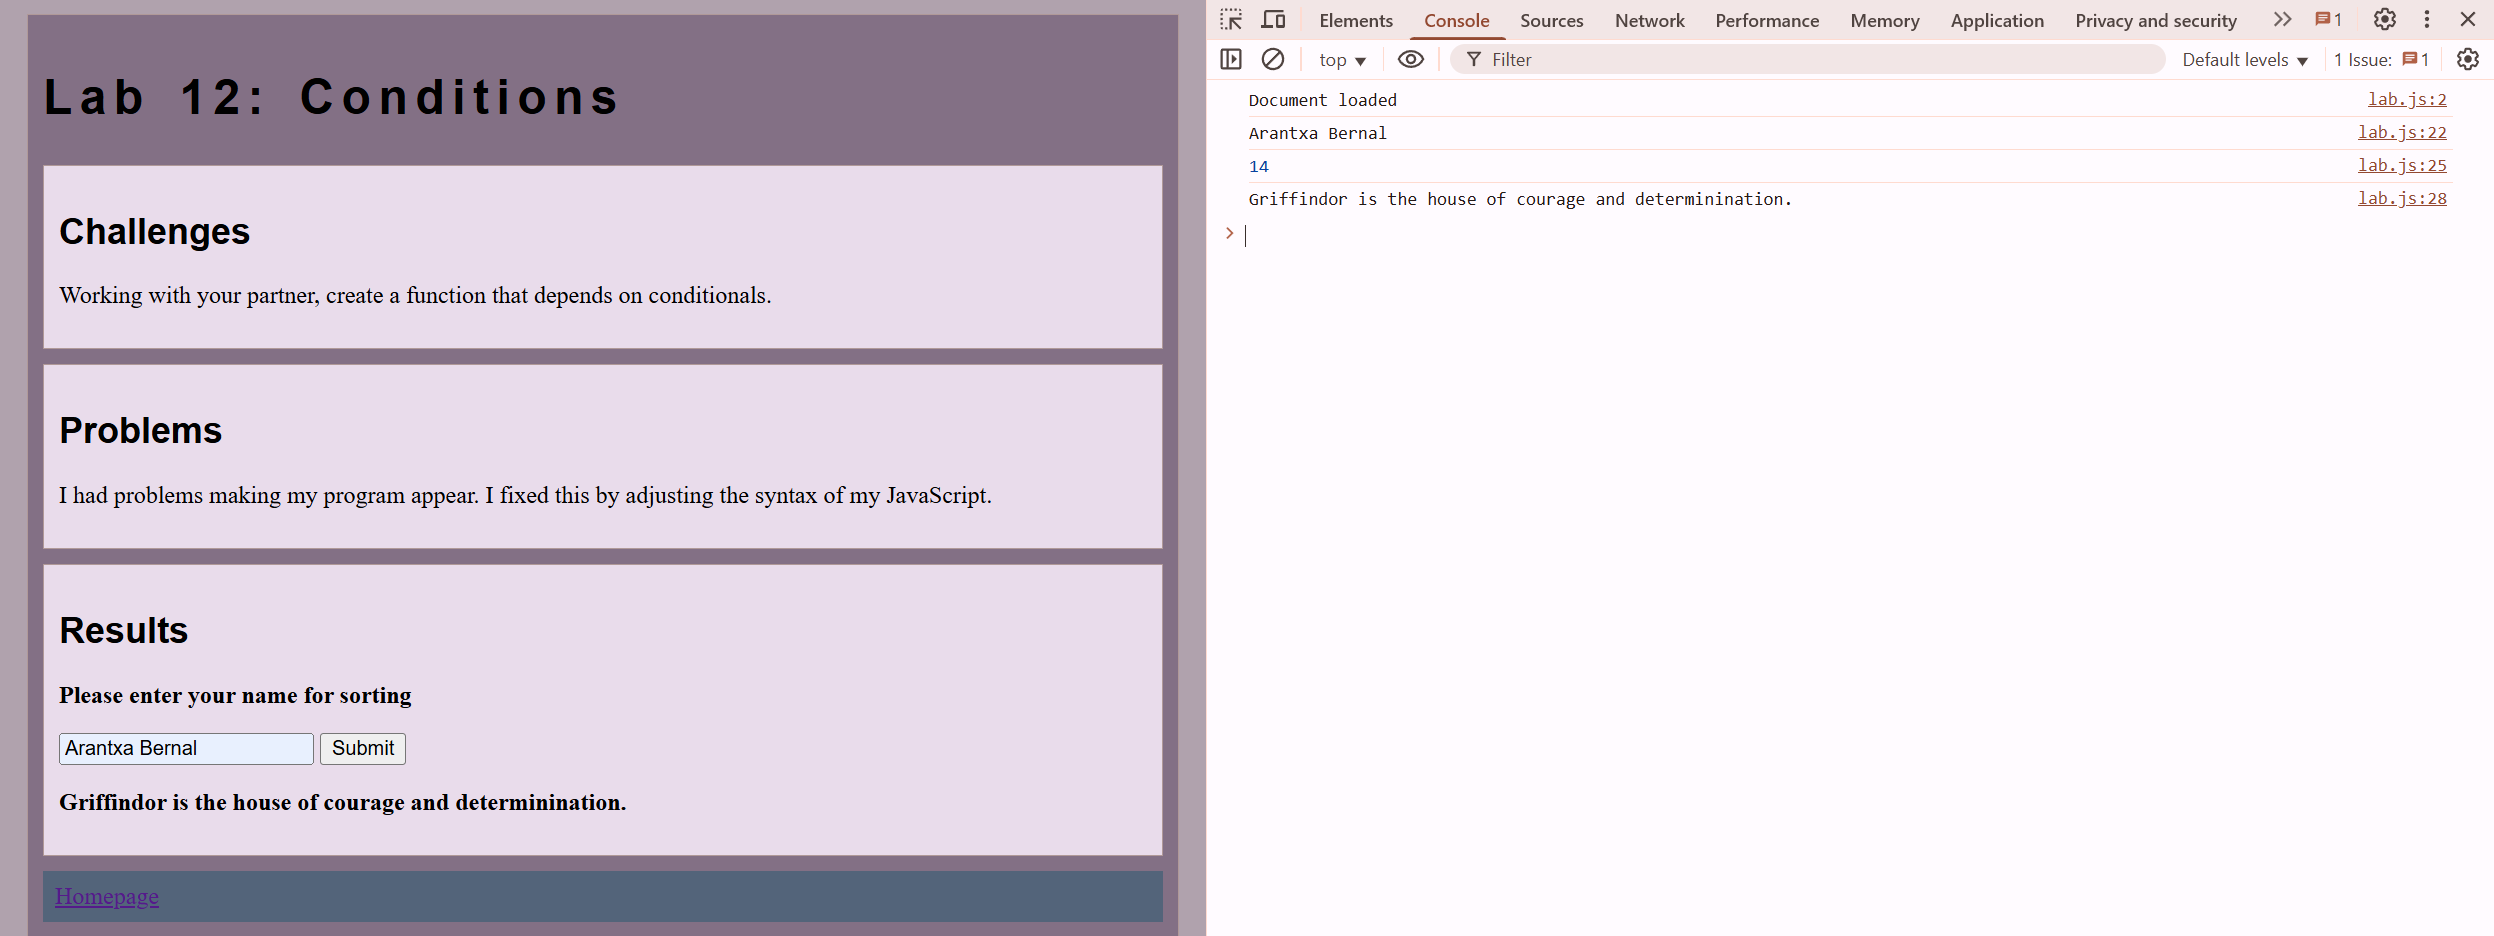 Lab 12: Conditions
Challenges
Working with your partner, create a function that depends on conditionals.
Problems
I had problems making my program appear. I fixed this by adjusting the syntax of my JavaScript.
Results
Please enter your name for sorting
Arantxa Bernal Submit
Griffindor is the house of courage and determinination.
Homepage
Elements Console Sources Network Performance Memory Application Privacy and security 1
top Filter Default levels 1 Issue: 1
Document loaded lab.js:2
Arantxa Bernal lab.js:22
14 lab.js:25
Griffindor is the house of courage and determinination. lab.js:28